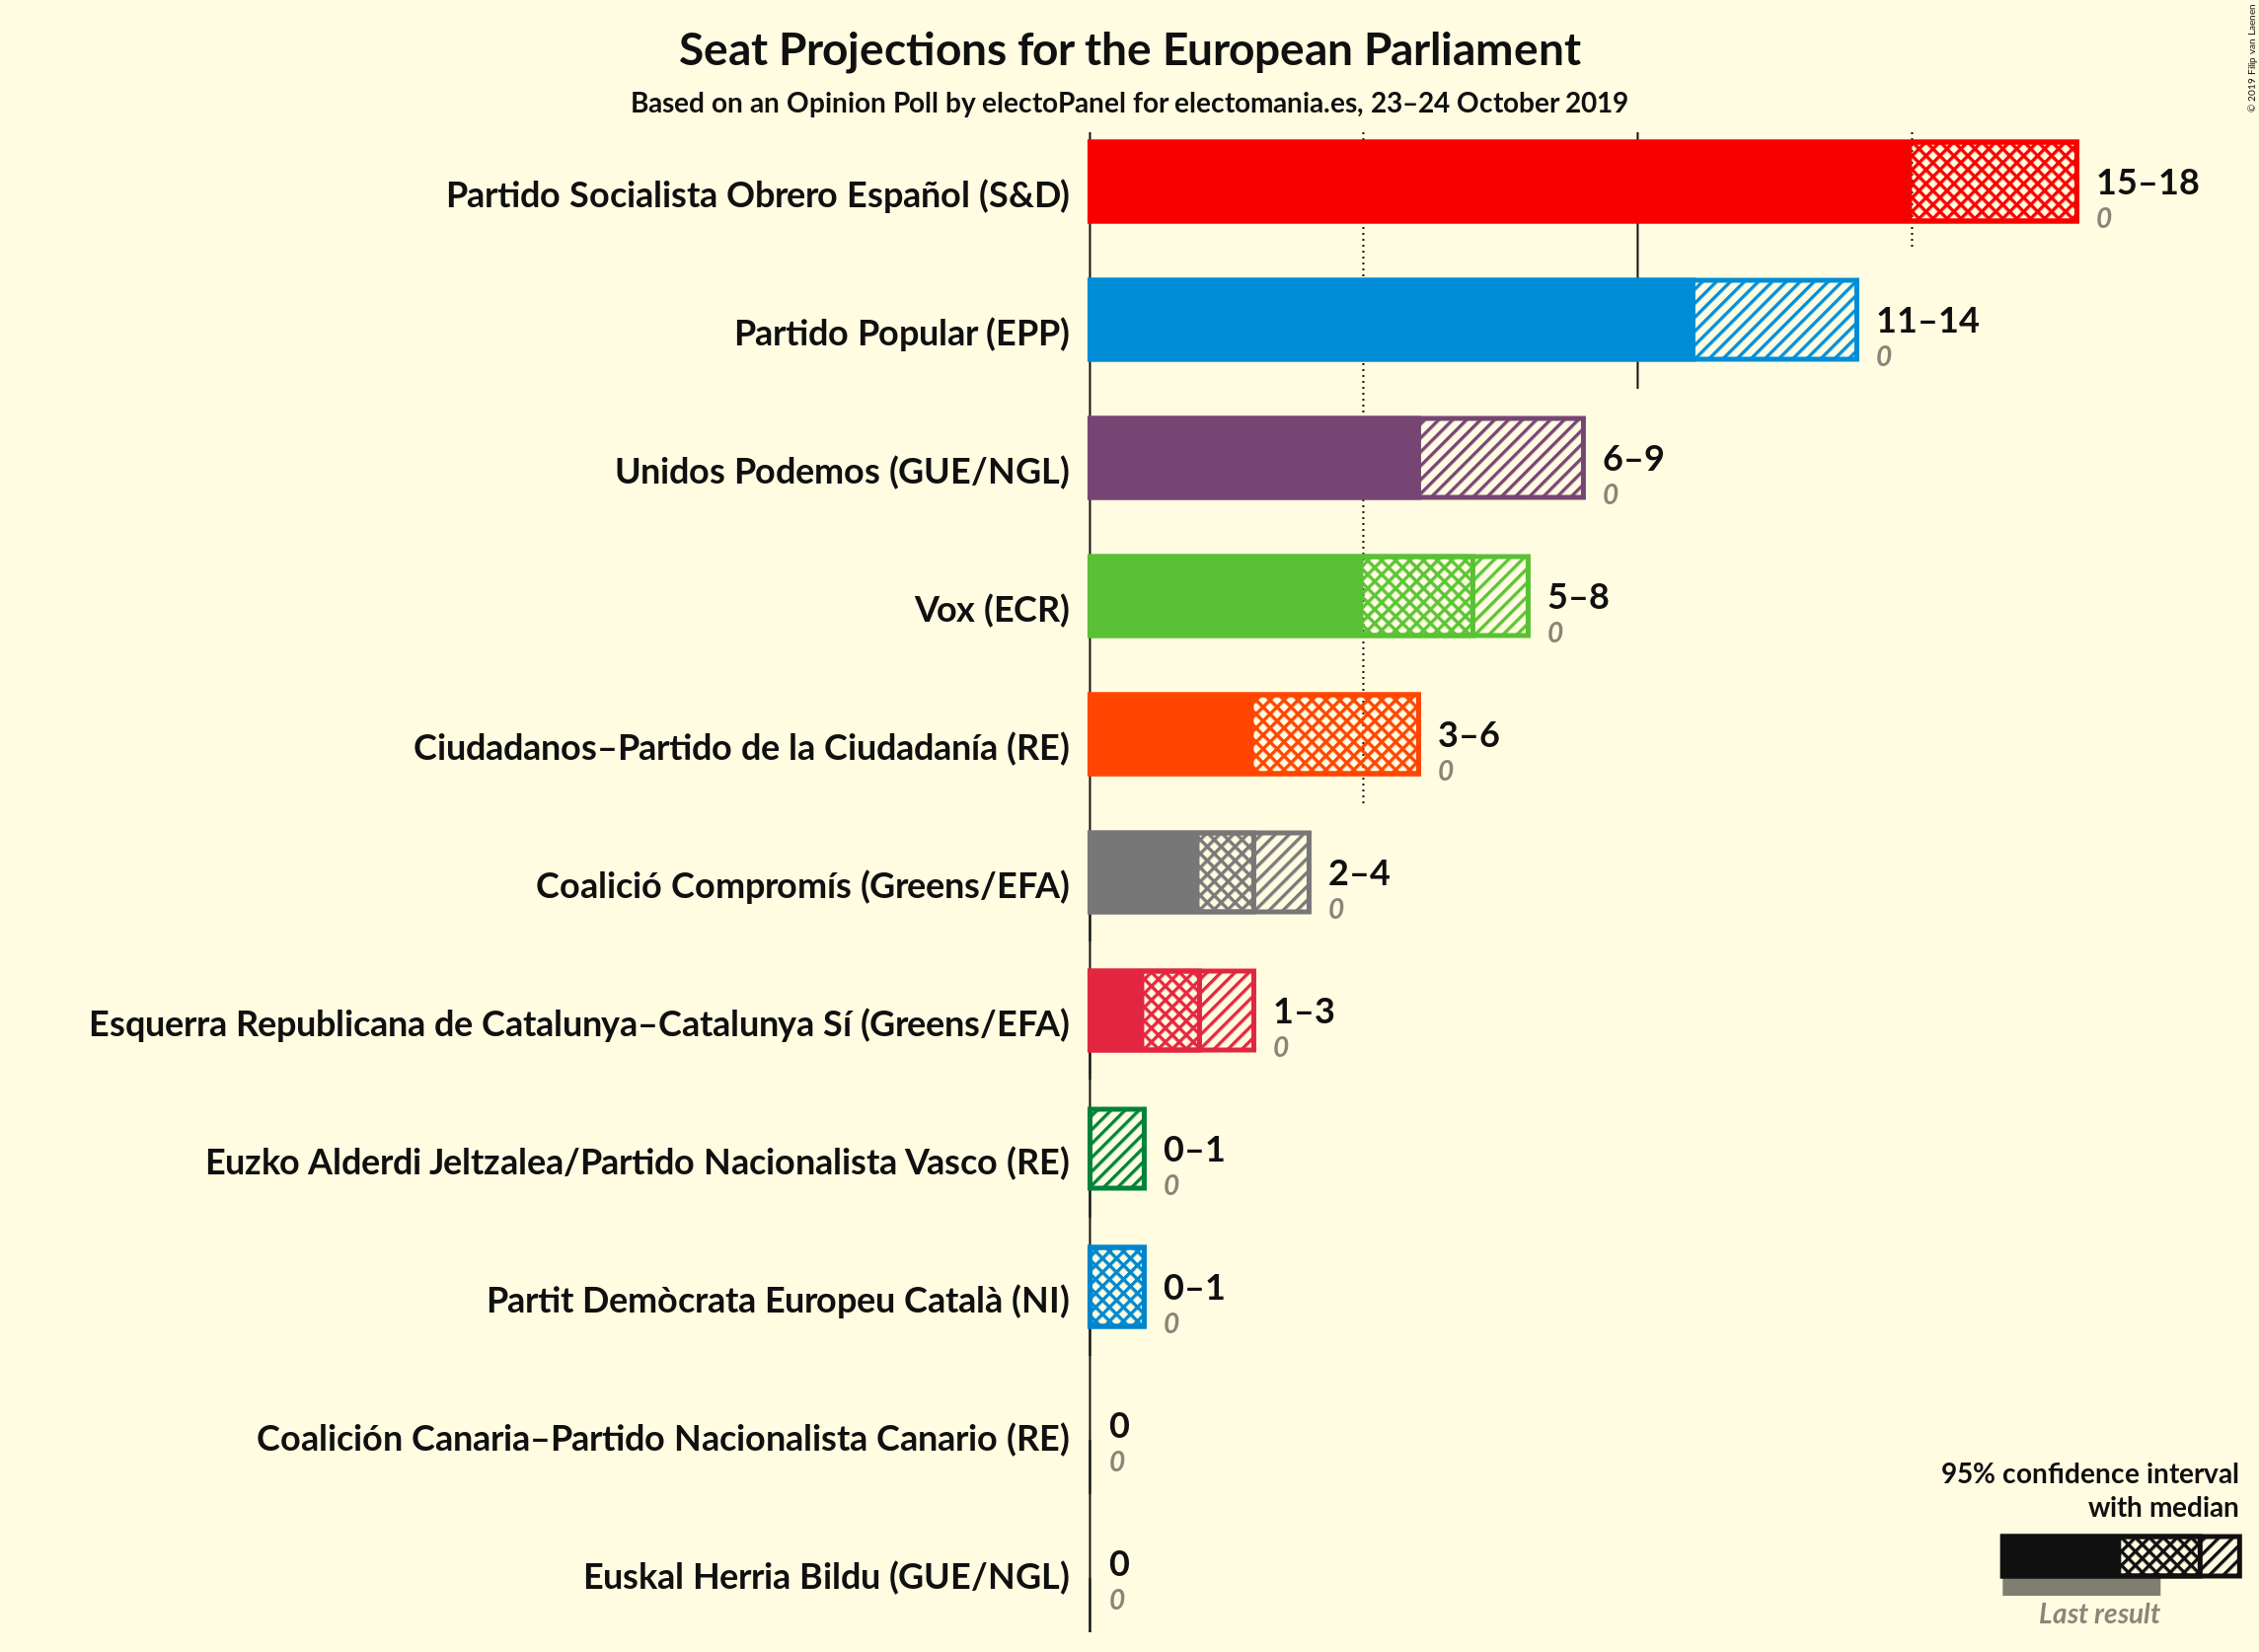 Seat Projections for the European Parliament
Based on an Opinion Poll by electoPanel for electomania.es, 23–24 October 2019
© 2019 Filip van Laenen
Partido Socialista Obrero Español (S&D)
15–18
0
Partido Popular (EPP)
11–14
0
Unidos Podemos (GUE/NGL)
6–9
0
Vox (ECR)
5–8
0
Ciudadanos–Partido de la Ciudadanía (RE)
3–6
0
Coalició Compromís (Greens/EFA)
2–4
0
Esquerra Republicana de Catalunya–Catalunya Sí (Greens/EFA)
1–3
0
Euzko Alderdi Jeltzalea/Partido Nacionalista Vasco (RE)
0–1
0
Partit Demòcrata Europeu Català (NI)
0–1
0
Coalición Canaria–Partido Nacionalista Canario (RE)
0
0
Euskal Herria Bildu (GUE/NGL)
0
0
95% confidence interval
with median
Last result